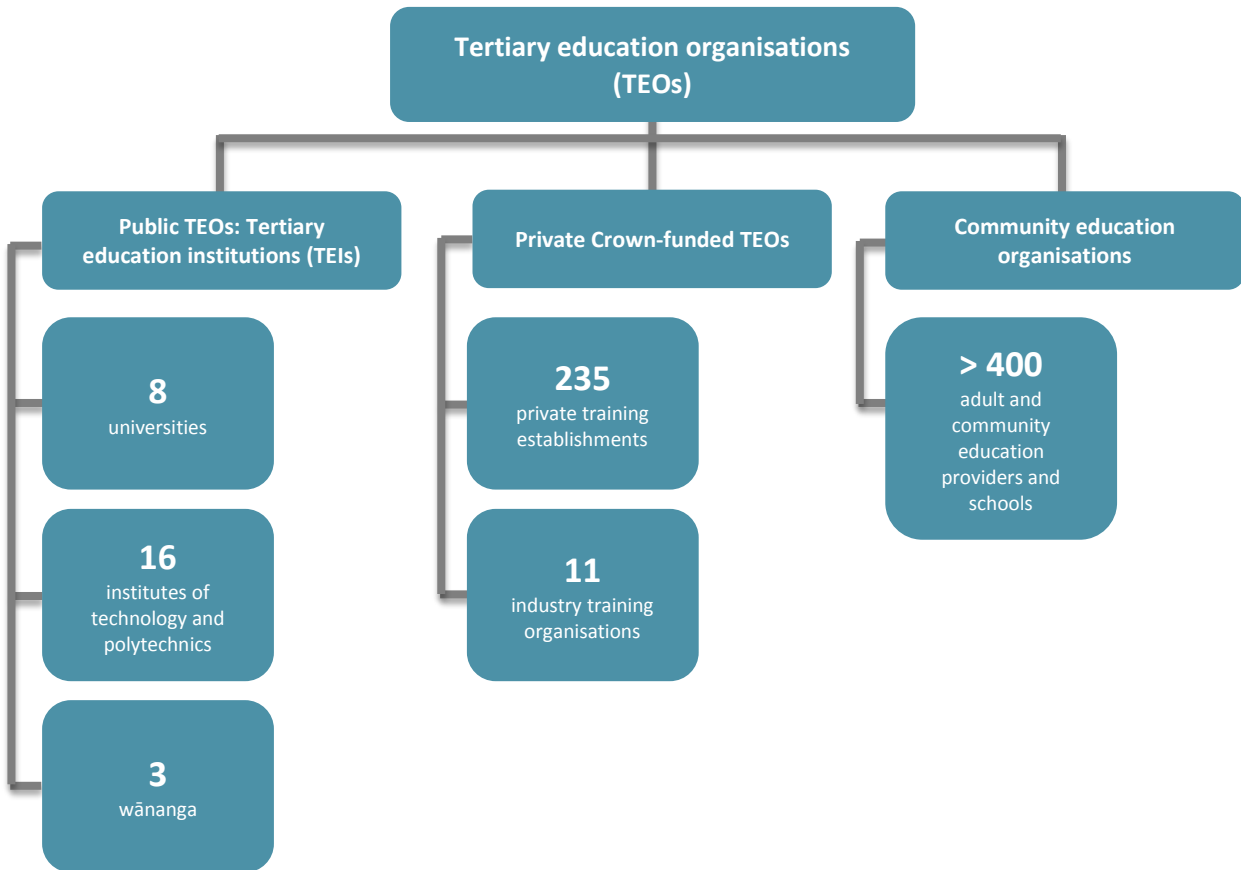 Tertiary education organisations
(TEOs)
Public TEOs: Tertiary
education institutions (TEIs)
8
universities
16
institutes of
technology and
polytechnics
3
wānanga
Private Crown-funded TEOs
235
private training
establishments
11
industry training
organisations
Community education
organisations
> 400
adult and
community
education
providers and
schools